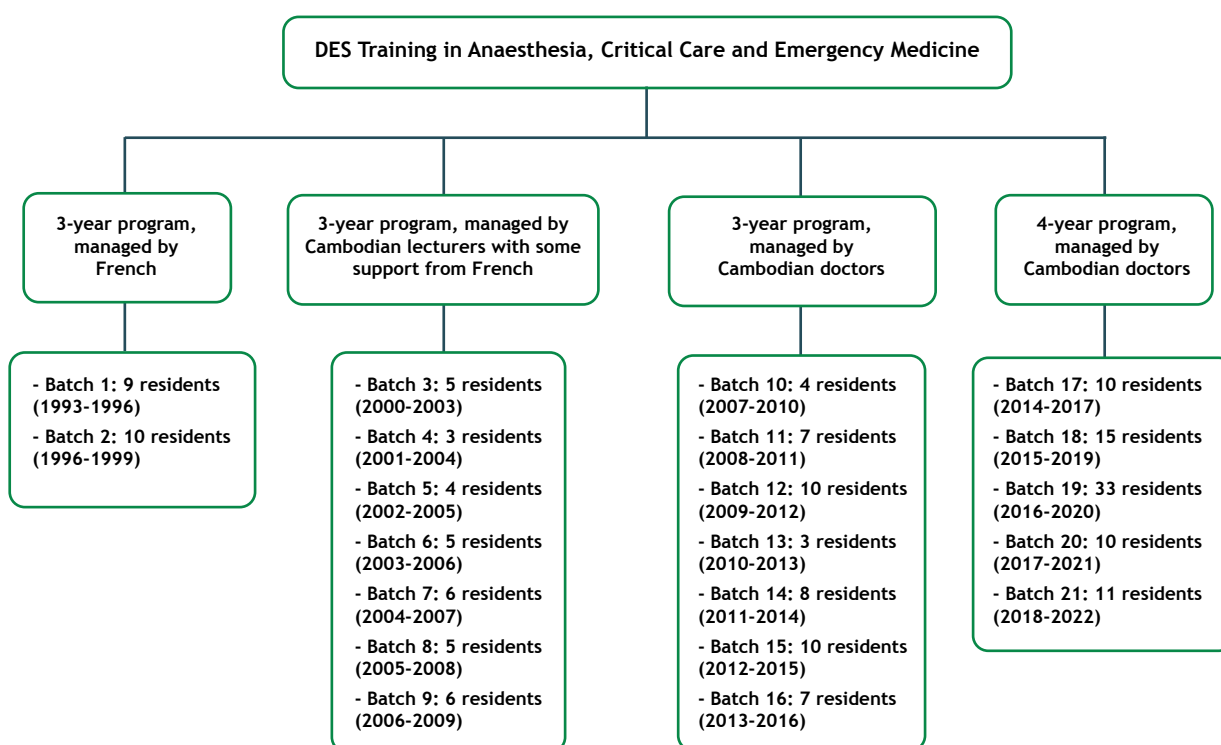 DES Training in Anaesthesia, Critical Care and Emergency Medicine
3-year program,
managed by
French
3-year program, managed by
Cambodian lecturers with some
support from French
3-year program,
managed by
Cambodian doctors
4-year program,
managed by
Cambodian doctors
- Batch 1: 9 residents
(1993-1996)
- Batch 2: 10 residents
(1996-1999)
- Batch 3: 5 residents
(2000-2003)
- Batch 4: 3 residents
(2001-2004)
- Batch 5: 4 residents
(2002-2005)
- Batch 6: 5 residents
(2003-2006)
- Batch 7: 6 residents
(2004-2007)
- Batch 8: 5 residents
(2005-2008)
- Batch 9: 6 residents
(2006-2009)
- Batch 10: 4 residents
(2007-2010)
- Batch 11: 7 residents
(2008-2011)
- Batch 12: 10 residents
(2009-2012)
- Batch 13: 3 residents
(2010-2013)
- Batch 14: 8 residents
(2011-2014)
- Batch 15: 10 residents
(2012-2015)
- Batch 16: 7 residents
(2013-2016)
- Batch 17: 10 residents
(2014-2017)
- Batch 18: 15 residents
(2015-2019)
- Batch 19: 33 residents
(2016-2020)
- Batch 20: 10 residents
(2017-2021)
- Batch 21: 11 residents
(2018-2022)